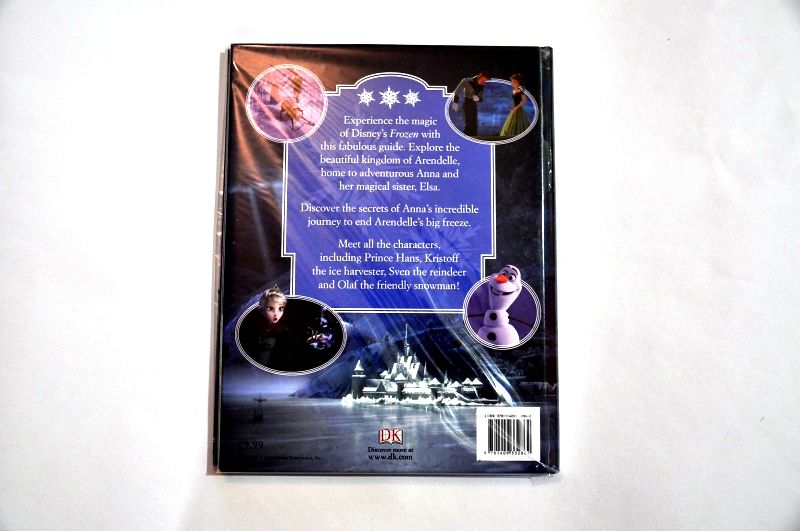 Experience the magic
of Disney's Frozen with
this fabulous guide. Explore the
beautiful kingdom of Arendelle,
home to adventurous Anna and
her magical sister, Elsa.
Discover the secrets of Anna's incredible
journey to end Arendelle's big freeze.
Meet all the characters,
including Prince Hans, Kristoff
the ice harvester, Sven the reindeer
and Olaf the friendly snowman!
9.99
DK
Discover more at
www.dk.com